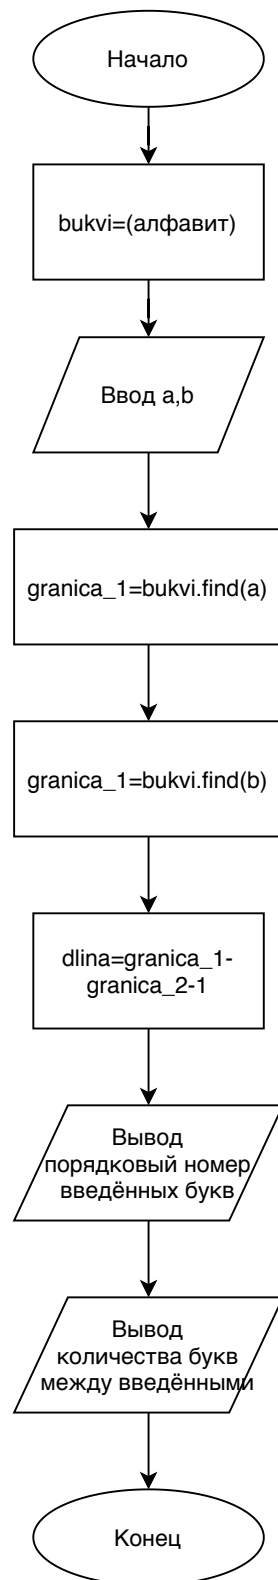 Начало
bukvi=(алфавит)
Ввод a,b
granica_1=bukvi.find(a)
granica_1=bukvi.find(b)
dlina=granica_1-
granica_2-1
Вывод
порядковый номер
введённых букв
Вывод
количества букв
между введёнными
Конец